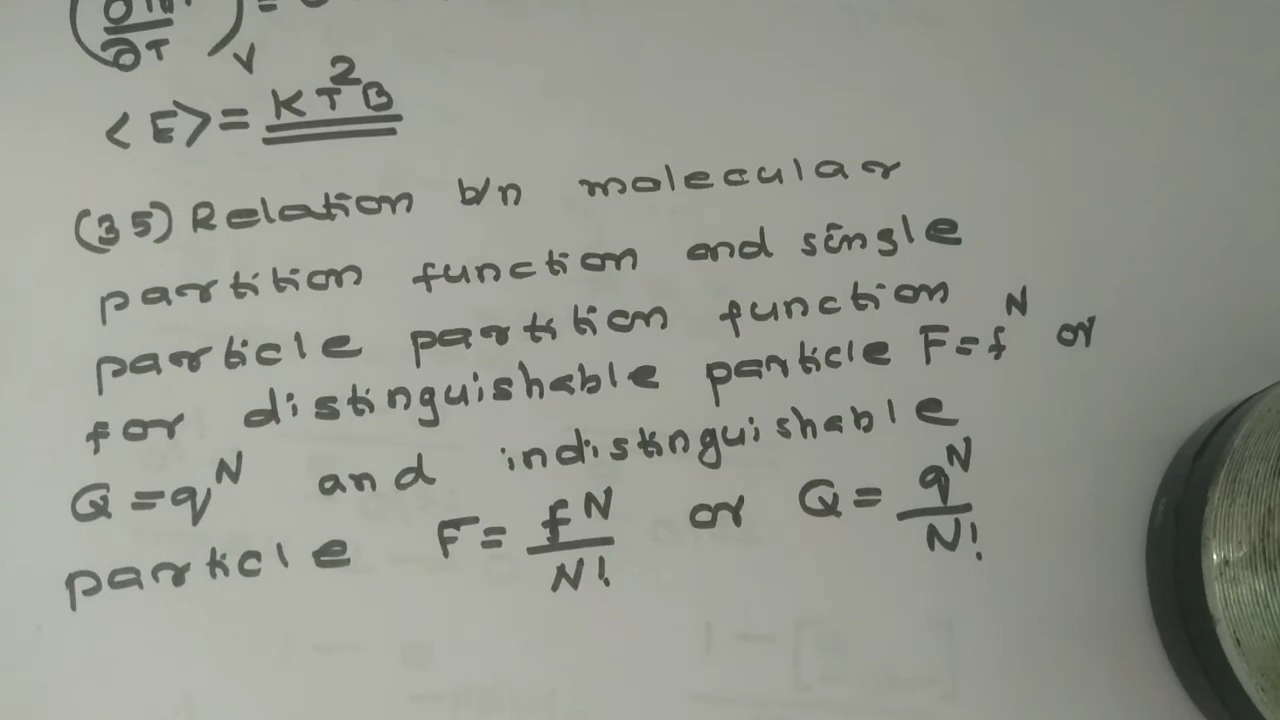 ∂T )V =
<E> = KT²B
(35) Relation b/n molecular
partition function and single
particle partition function
for distinguishable particle F=f^N or
Q = q^N and indistinguishable
particle F = f^N/N! or Q = q^N/N!